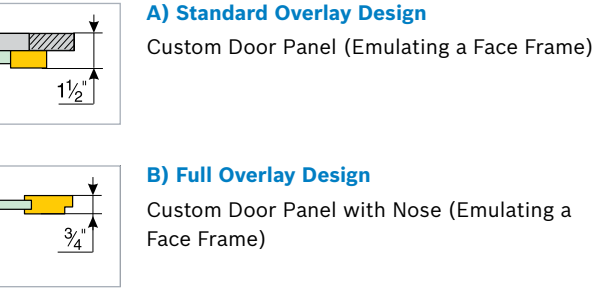 A) Standard Overlay Design
Custom Door Panel (Emulating a Face Frame)
1½"
B) Full Overlay Design
Custom Door Panel with Nose (Emulating a
Face Frame)
¾"